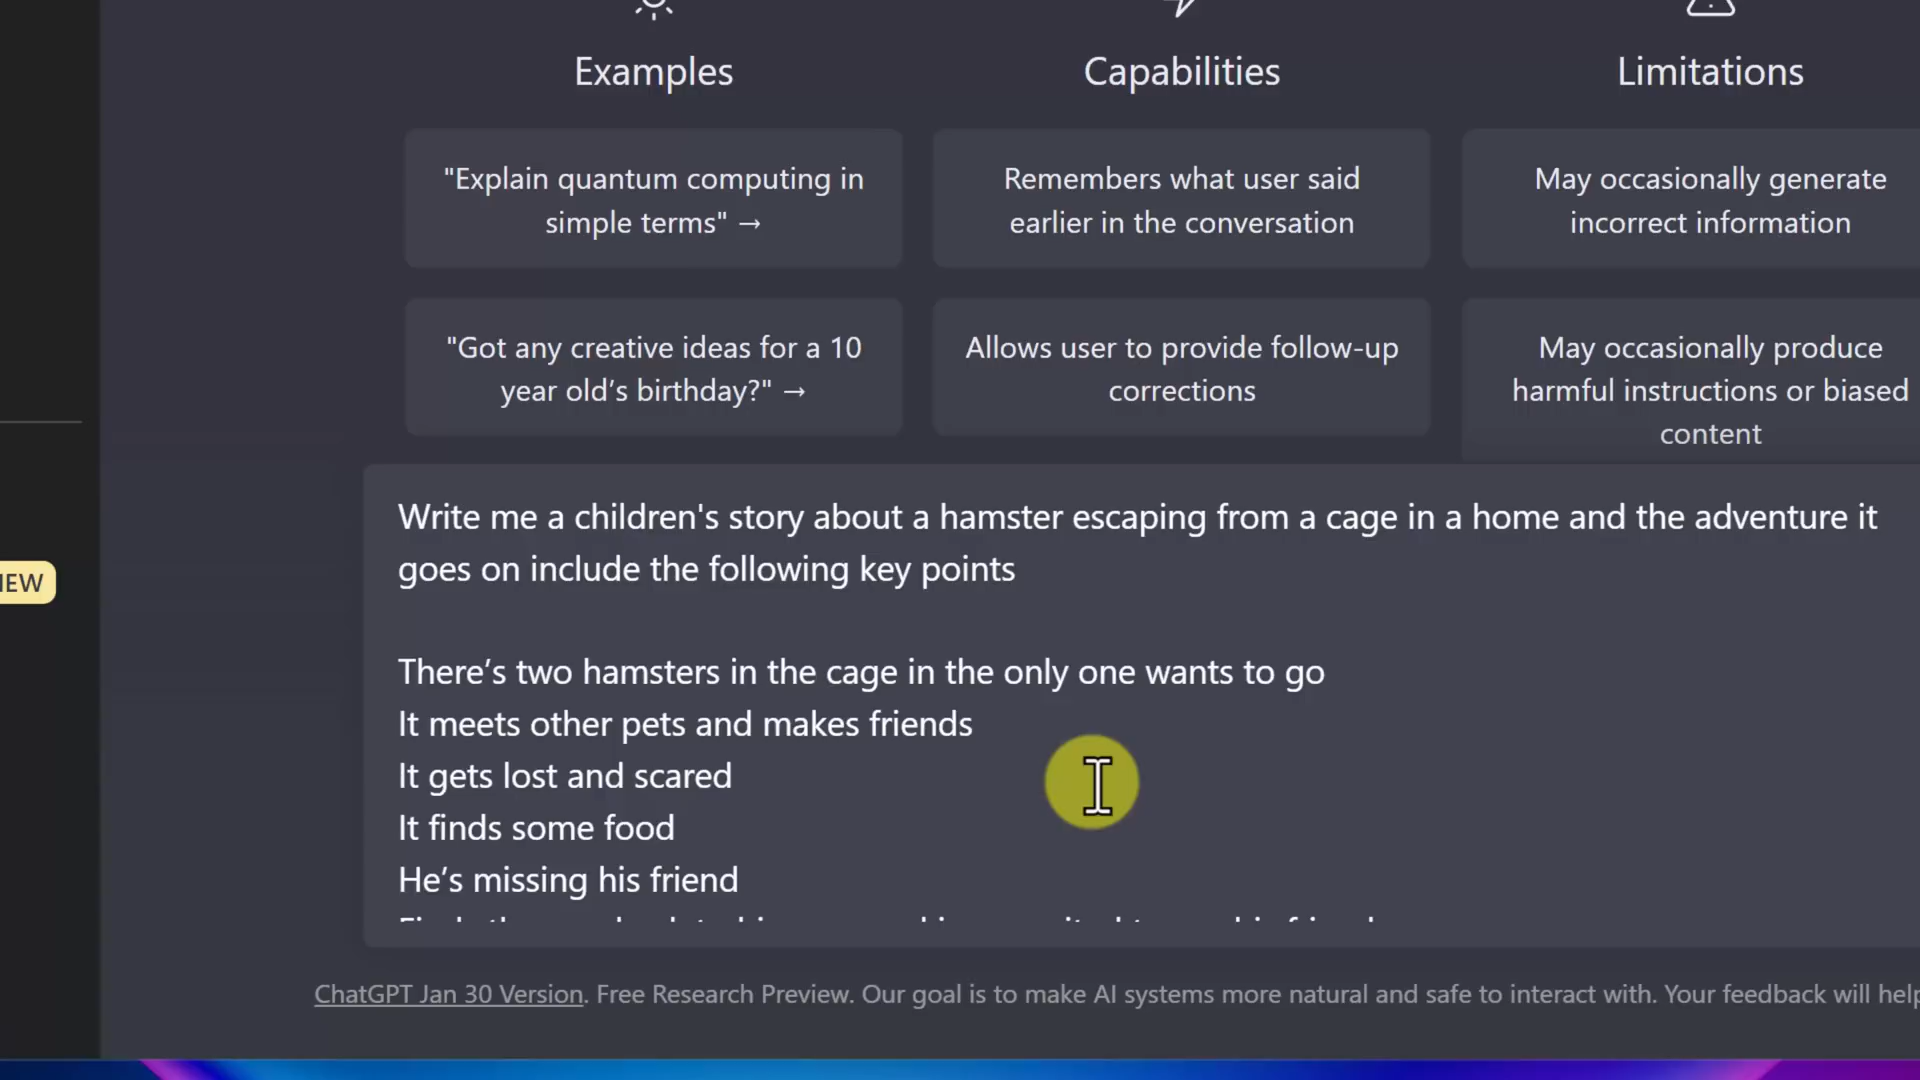 Examples
Capabilities
Limitations
"Explain quantum computing in
simple terms" →
Remembers what user said
earlier in the conversation
May occasionally generate
incorrect information
"Got any creative ideas for a 10
year old's birthday?" →
Allows user to provide follow-up
corrections
May occasionally produce
harmful instructions or biased
content
Write me a children's story about a hamster escaping from a cage in a home and the adventure it
goes on include the following key points
There's two hamsters in the cage in the only one wants to go
It meets other pets and makes friends
It gets lost and scared
It finds some food
He's missing his friend
ChatGPT Jan 30 Version. Free Research Preview. Our goal is to make AI systems more natural and safe to interact with. Your feedback will help